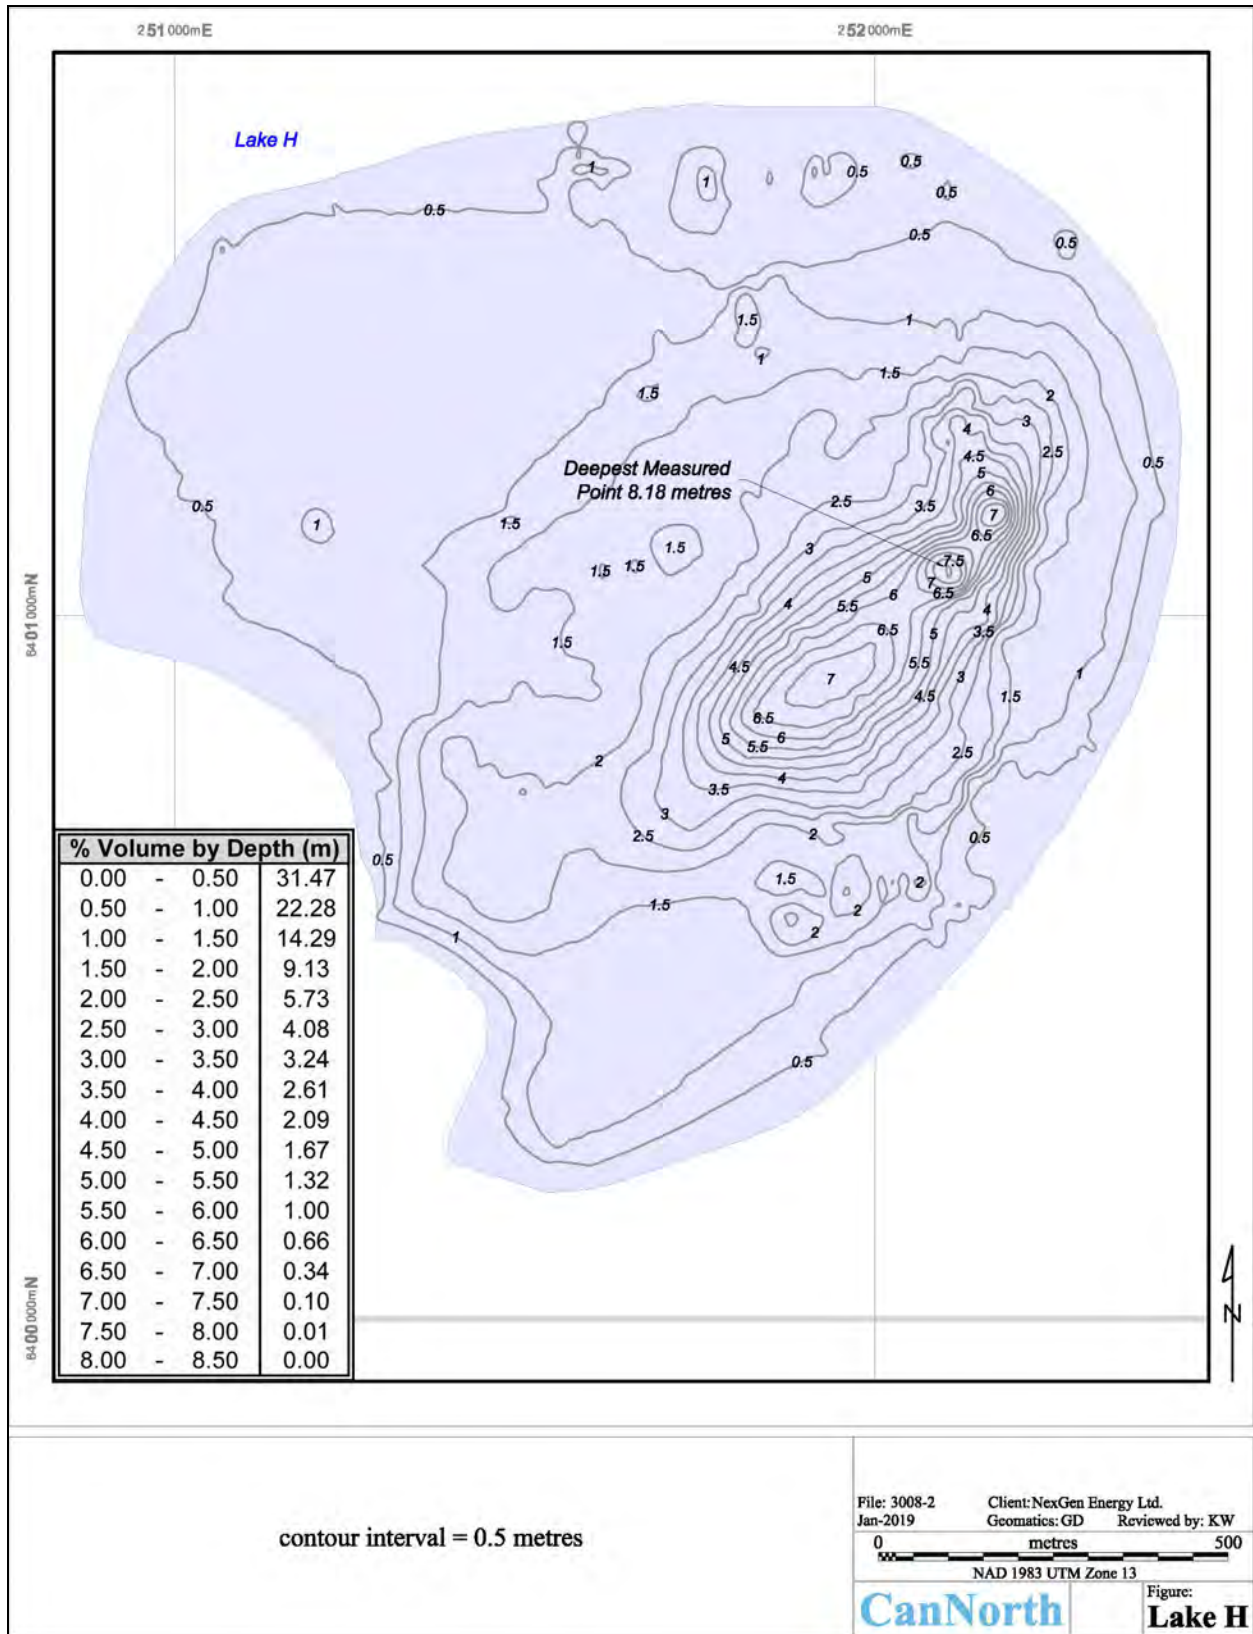 251000mE
252000mE
Lake H
1
0.5
1
0.5
0.5
0.5
0.5
0.5
0.5
1.5
1
1
1.5
1.5
2
3
4
2.5
4.5
0.5
Deepest Measured
Point 8.18 metres
5
6
2.5
3.5
7
0.5
1
1.5
6.5
3
1.5
7.5
1.5
1.5
5
7
6401000mN
6
6.5
4
5.5
4
1.5
6.5
5
3.5
4.5
5.5
3
1
7
4.5
1.5
6.5
5
6
5.5
2.5
2
4
3.5
3
2.5
2
0.5
0.5
1.5
2
1.5
2
2
1
0.5
% Volume by Depth (m)
0.00 - 0.50 31.47
0.50 - 1.00 22.28
1.00 - 1.50 14.29
1.50 - 2.00 9.13
2.00 - 2.50 5.73
2.50 - 3.00 4.08
3.00 - 3.50 3.24
3.50 - 4.00 2.61
4.00 - 4.50 2.09
4.50 - 5.00 1.67
5.00 - 5.50 1.32
5.50 - 6.00 1.00
6.00 - 6.50 0.66
6.50 - 7.00 0.34
7.00 - 7.50 0.10
7.50 - 8.00 0.01
8.00 - 8.50 0.00
6400000mN
N
contour interval = 0.5 metres
File: 3008-2 Client:NexGen Energy Ltd.
Jan-2019 Geomatics: GD Reviewed by: KW
0 metres 500
NAD 1983 UTM Zone 13
CanNorth
Figure:
Lake H